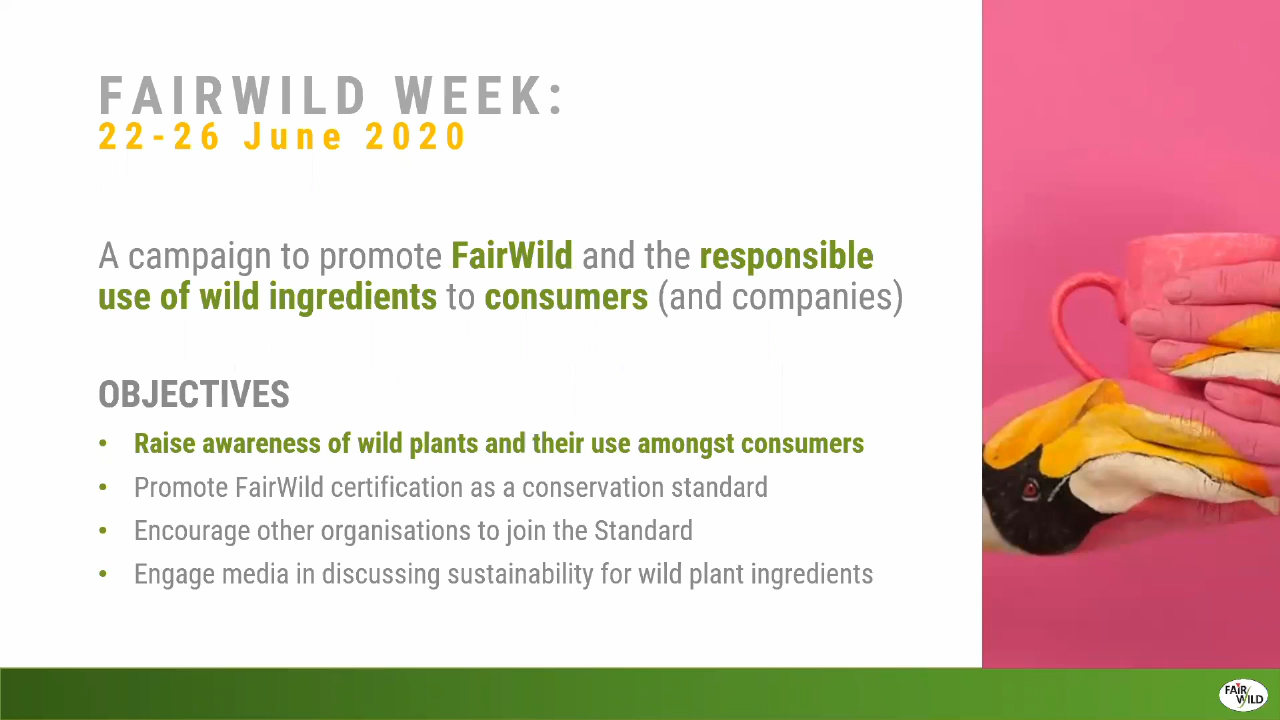 FAIRWILD WEEK:
22-26 June 2020
A campaign to promote FairWild and the responsible
use of wild ingredients to consumers (and companies)
OBJECTIVES
• Raise awareness of wild plants and their use amongst consumers
• Promote FairWild certification as a conservation standard
• Encourage other organisations to join the Standard
• Engage media in discussing sustainability for wild plant ingredients
FAIR
WILD